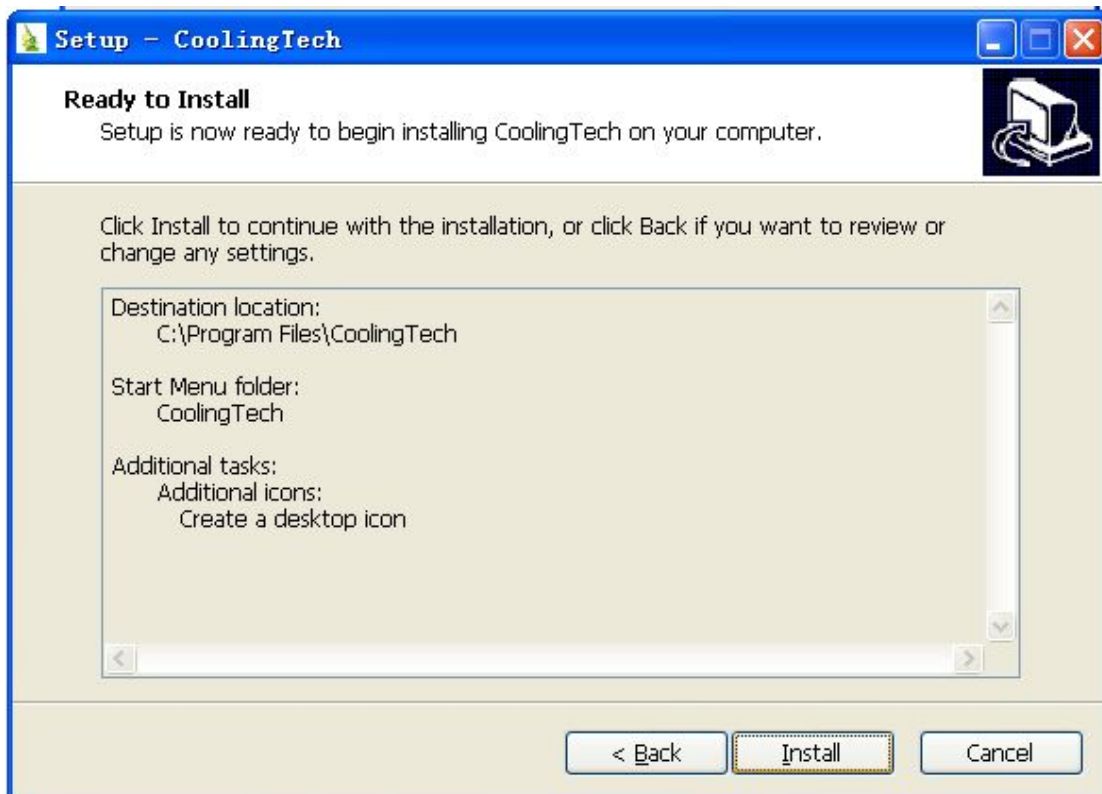 Setup - CoolingTech
Ready to Install
Setup is now ready to begin installing CoolingTech on your computer.
Click Install to continue with the installation, or click Back if you want to review or
change any settings.
Destination location:
C:\Program Files\CoolingTech
Start Menu folder:
CoolingTech
Additional tasks:
Additional icons:
Create a desktop icon
< Back
Install
Cancel